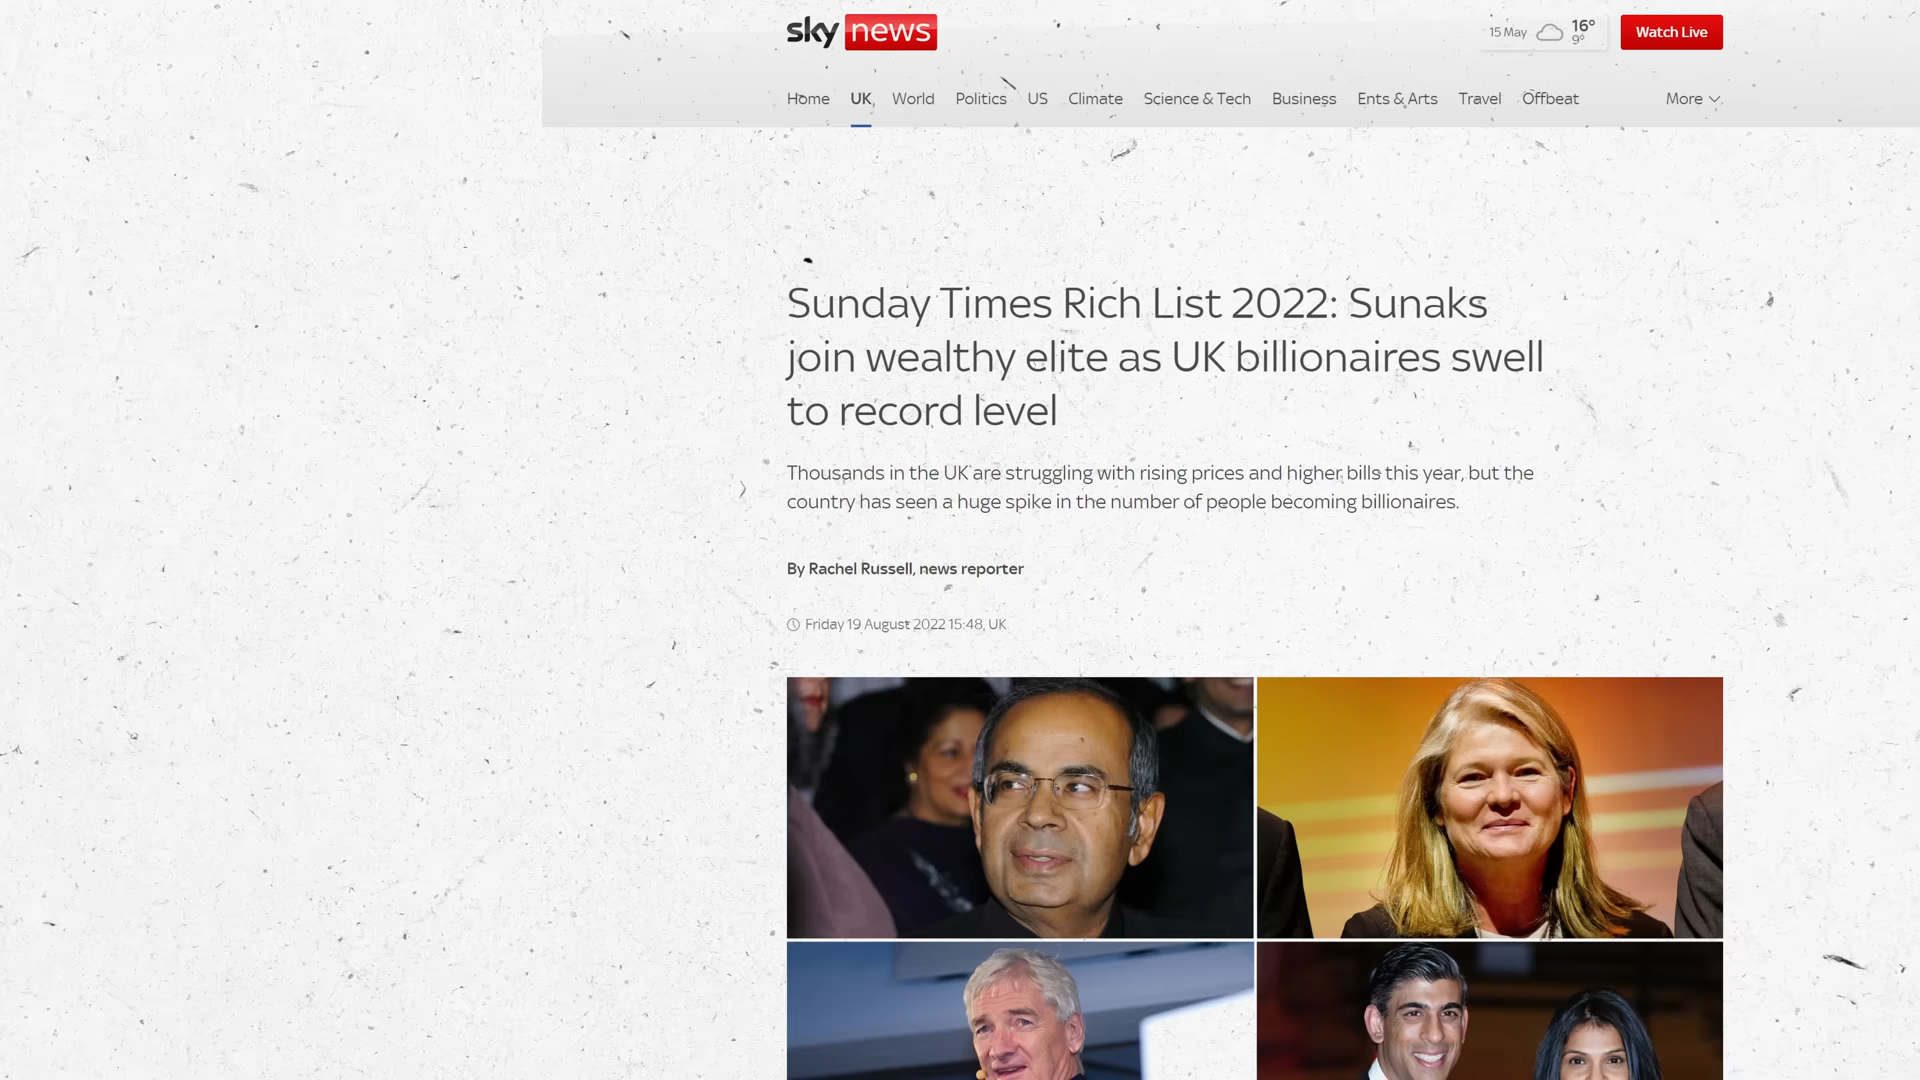 sky news
15 May 16° 9°
Watch Live
Home UK World Politics US Climate Science & Tech Business Ents & Arts Travel Offbeat More
Sunday Times Rich List 2022: Sunaks
join wealthy elite as UK billionaires swell
to record level
Thousands in the UK are struggling with rising prices and higher bills this year, but the
country has seen a huge spike in the number of people becoming billionaires.
By Rachel Russell, news reporter
Friday 19 August 2022 15:48, UK